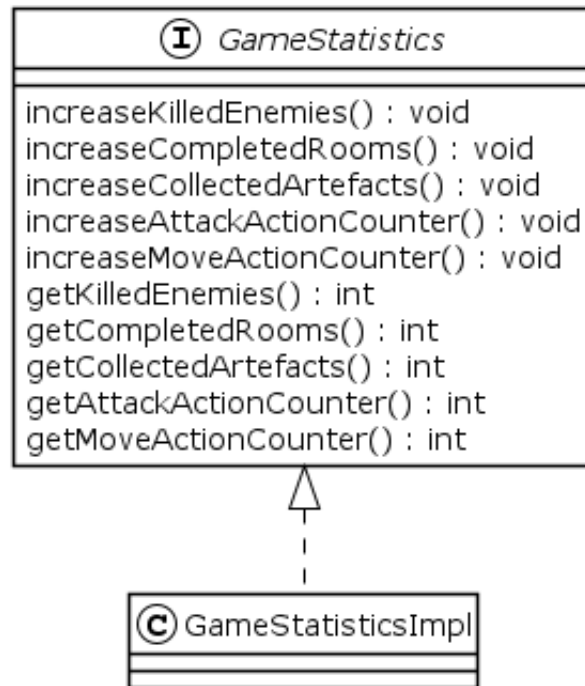 I GameStatistics
increaseKilledEnemies() : void
increaseCompletedRooms() : void
increaseCollectedArtefacts() : void
increaseAttackActionCounter() : void
increaseMoveActionCounter() : void
getKilledEnemies() : int
getCompletedRooms() : int
getCollectedArtefacts() : int
getAttackActionCounter() : int
getMoveActionCounter() : int
C GameStatisticsImpl